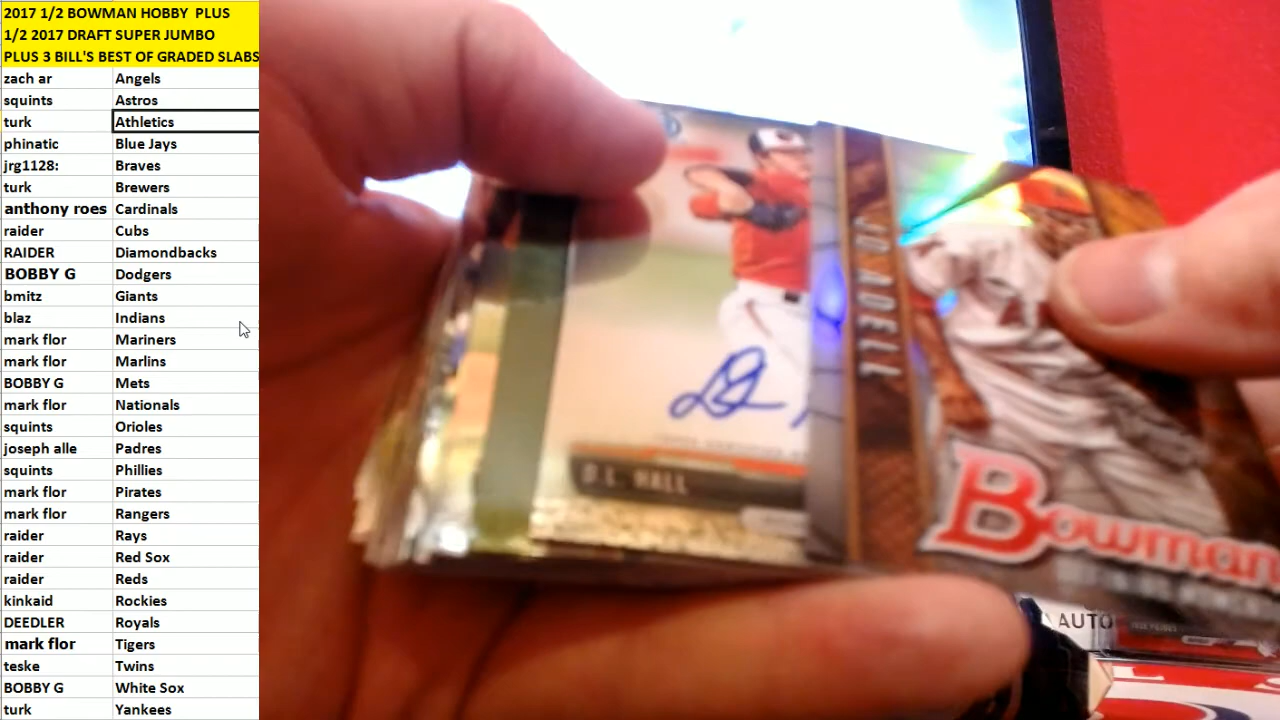 2017 1/2 BOWMAN HOBBY PLUS
1/2 2017 DRAFT SUPER JUMBO
PLUS 3 BILL'S BEST OF GRADED SLABS
zach ar Angels
squints Astros
turk Athletics
phinatic Blue Jays
jrg1128: Braves
turk Brewers
anthony roes Cardinals
raider Cubs
RAIDER Diamondbacks
BOBBY G Dodgers
bmitz Giants
blaz Indians
mark flor Mariners
mark flor Marlins
BOBBY G Mets
mark flor Nationals
squints Orioles
joseph alle Padres
squints Phillies
mark flor Pirates
mark flor Rangers
raider Rays
raider Red Sox
raider Reds
kinkaid Rockies
DEEDLER Royals
mark flor Tigers
teske Twins
BOBBY G White Sox
turk Yankees
D.L. HALL
JO ADELL
Bowman
AUTO